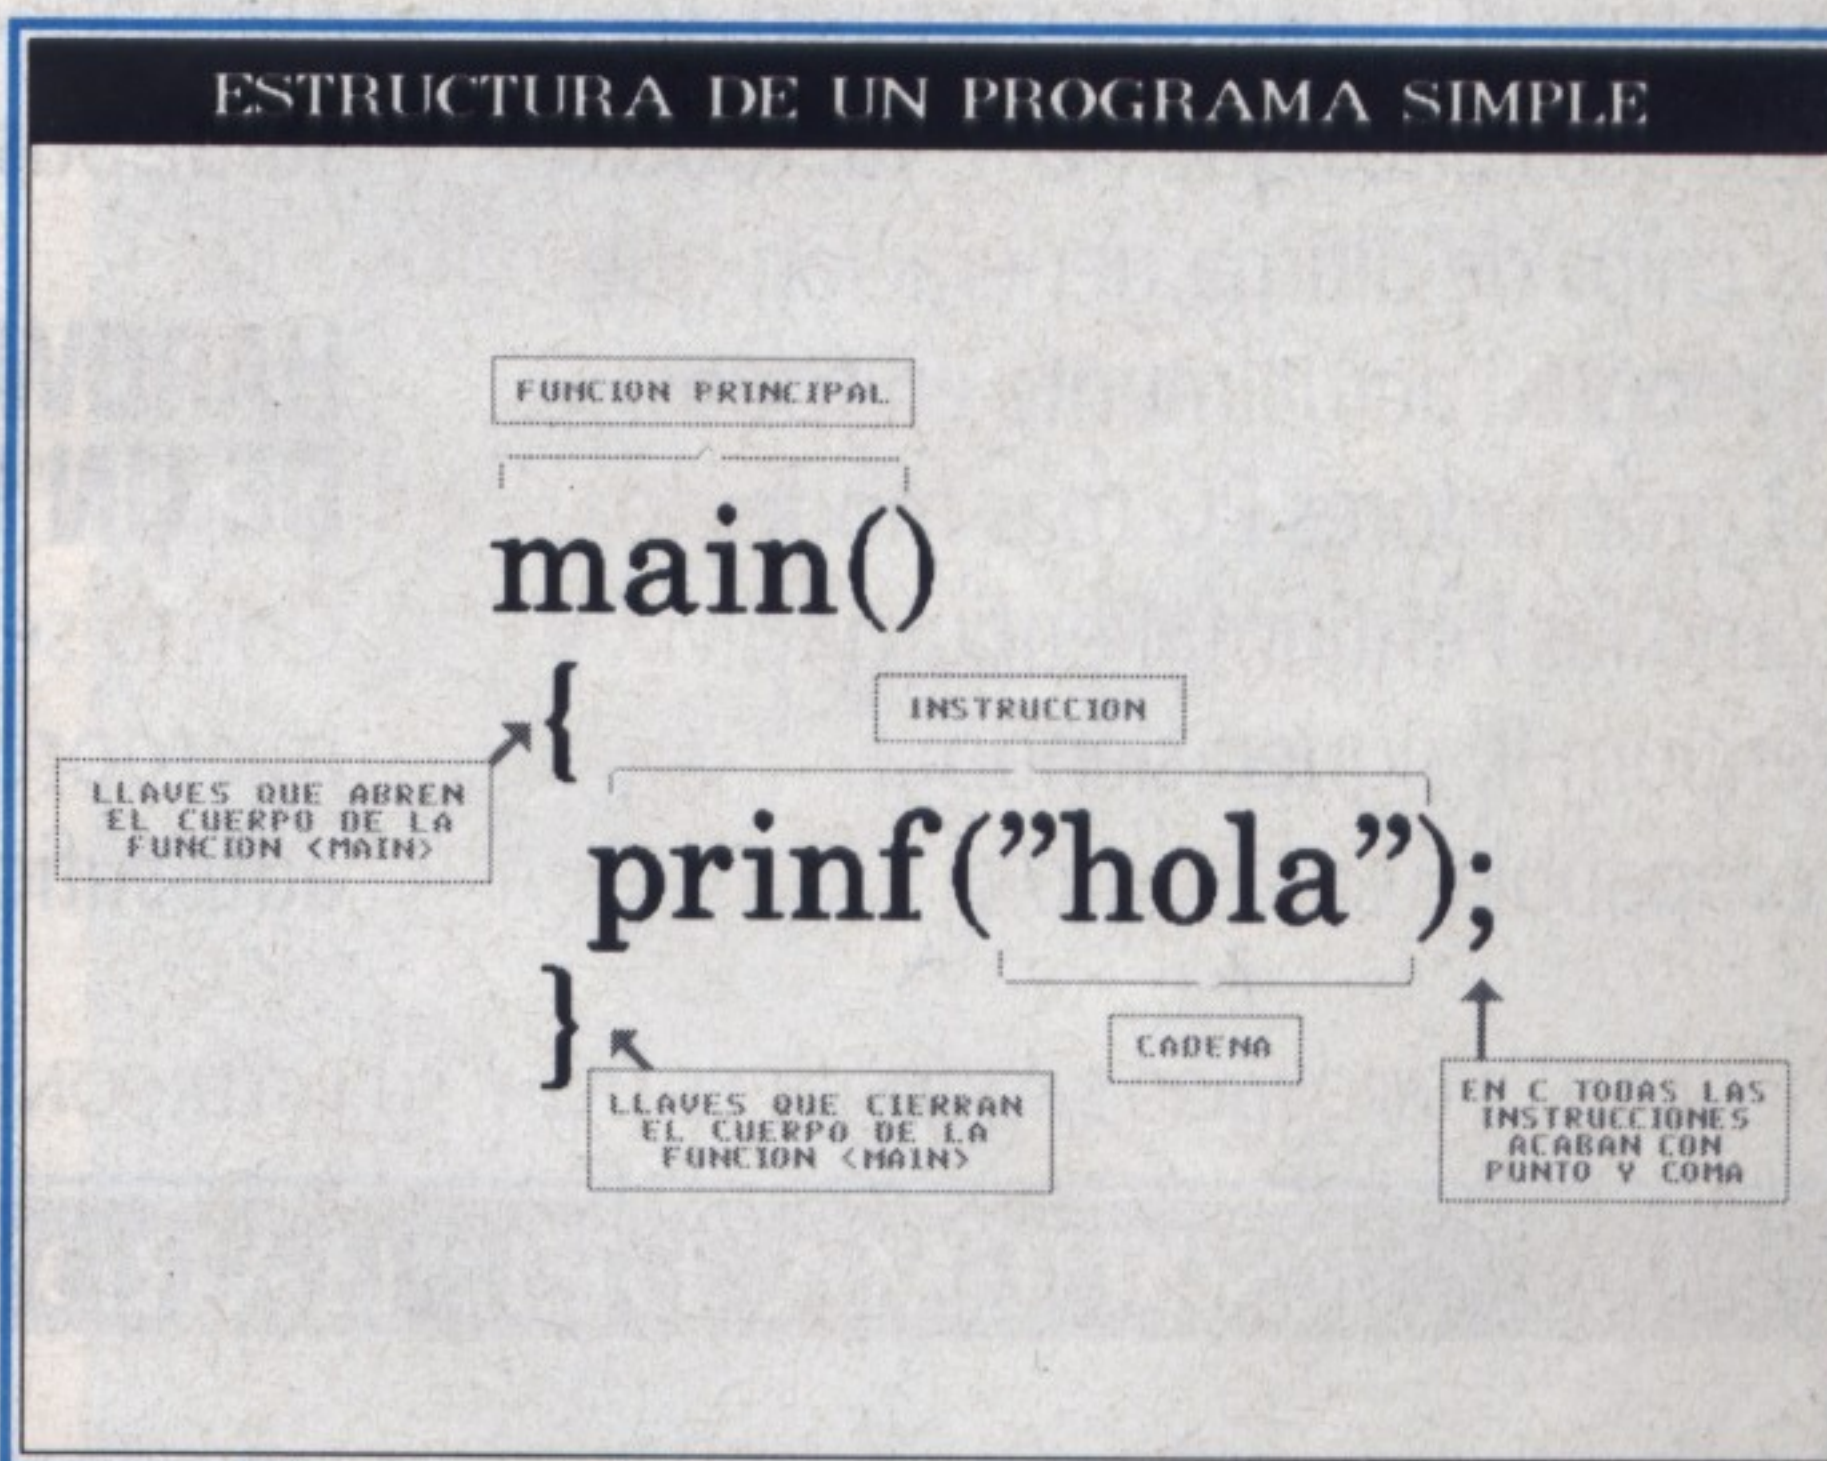 ESTRUCTURA DE UN PROGRAMA SIMPLE
FUNCION PRINCIPAL
main()
{
INSTRUCCION
LLAVES QUE ABREN
EL CUERPO DE LA
FUNCION <MAIN>
prinf(”hola”);
}
CADENA
LLAVES QUE CIERRAN
EL CUERPO DE LA
FUNCION <MAIN>
EN C TODAS LAS
INSTRUCCIONES
ACABAN CON
PUNTO Y COMA